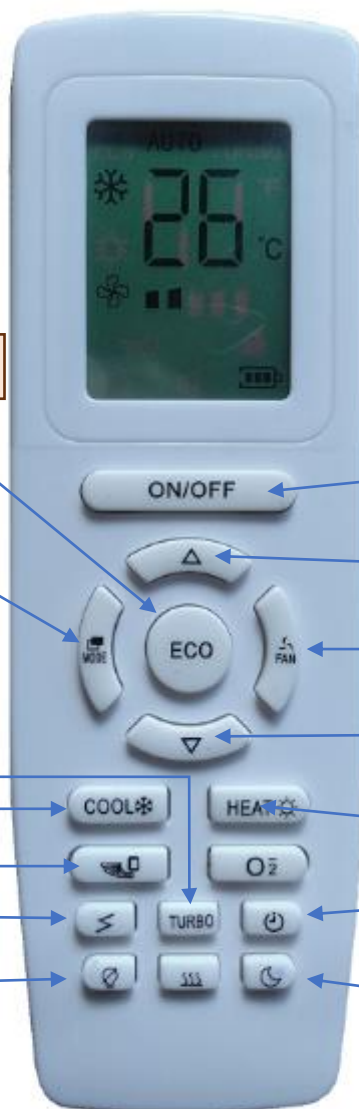 AUTO
26 °C
ON/OFF
MODE
ECO
FAN
COOL
HEAT
O2
TURBO